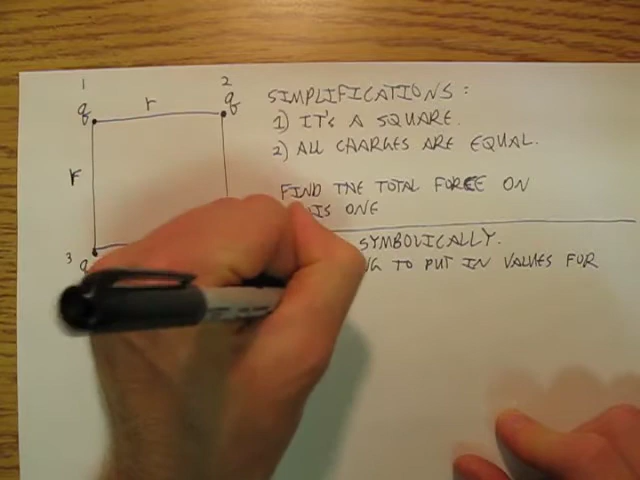 1 2
q r q
r
3
q
SIMPLIFICATIONS:
1) IT'S A SQUARE.
2) ALL CHARGES ARE EQUAL.
FIND THE TOTAL FORCE ON
ONE
SYMBOLICALLY.
TO PUT IN VALUES FOR